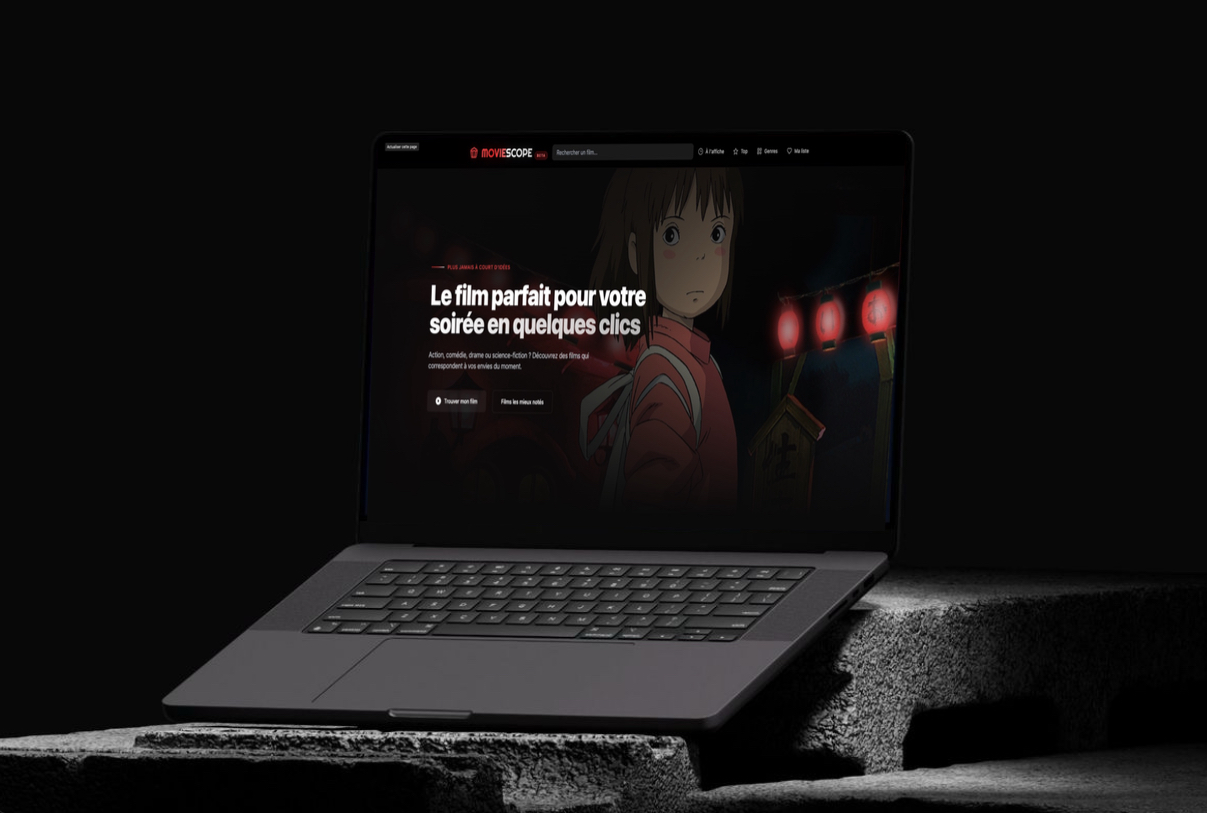 Actualiser cette page
MOVIESCOPE BETA
Rechercher un film...
À l'affiche
Top
Genres
Ma liste
PLUS JAMAIS À COURT D'IDÉES
Le film parfait pour votre
soirée en quelques clics
Action, comédie, drame ou science-fiction ? Découvrez des films qui
correspondent à vos envies du moment.
Trouver mon film
Films les mieux notés